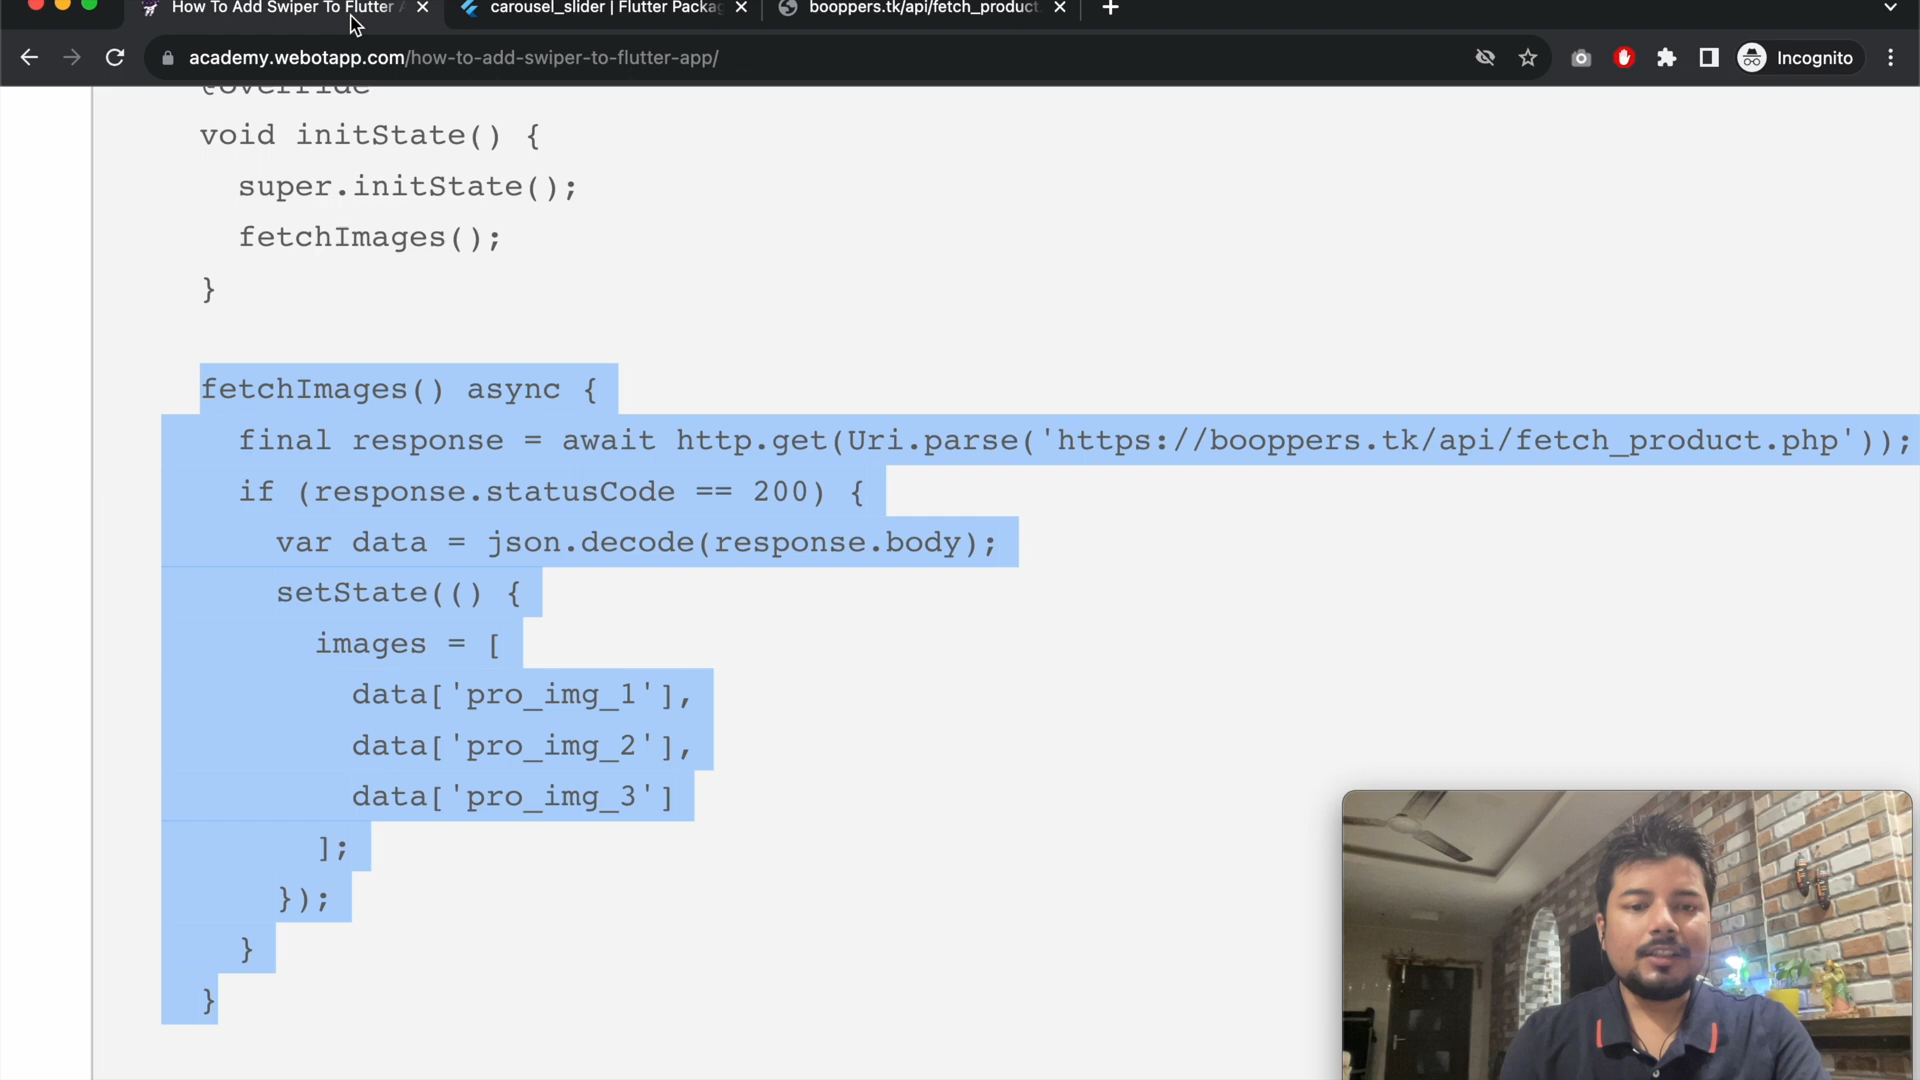 How To Add Swiper To Flutter
carousel_slider | Flutter Packag
booppers.tk/api/fetch_product.
academy.webotapp.com/how-to-add-swiper-to-flutter-app/
Incognito
@override
void initState() {
super.initState();
fetchImages();
}
fetchImages() async {
final response = await http.get(Uri.parse('https://booppers.tk/api/fetch_product.php'));
if (response.statusCode == 200) {
var data = json.decode(response.body);
setState(() {
images = [
data['pro_img_1'],
data['pro_img_2'],
data['pro_img_3']
];
});
}
}